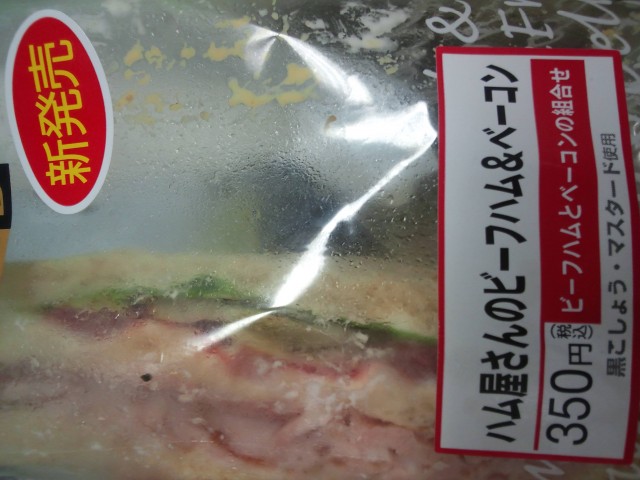 新発売
ハム屋さんのビーフハム&ベーコン
350円(税込) ビーフハムとベーコンの組合せ
黒こしょう・マスタード使用
&